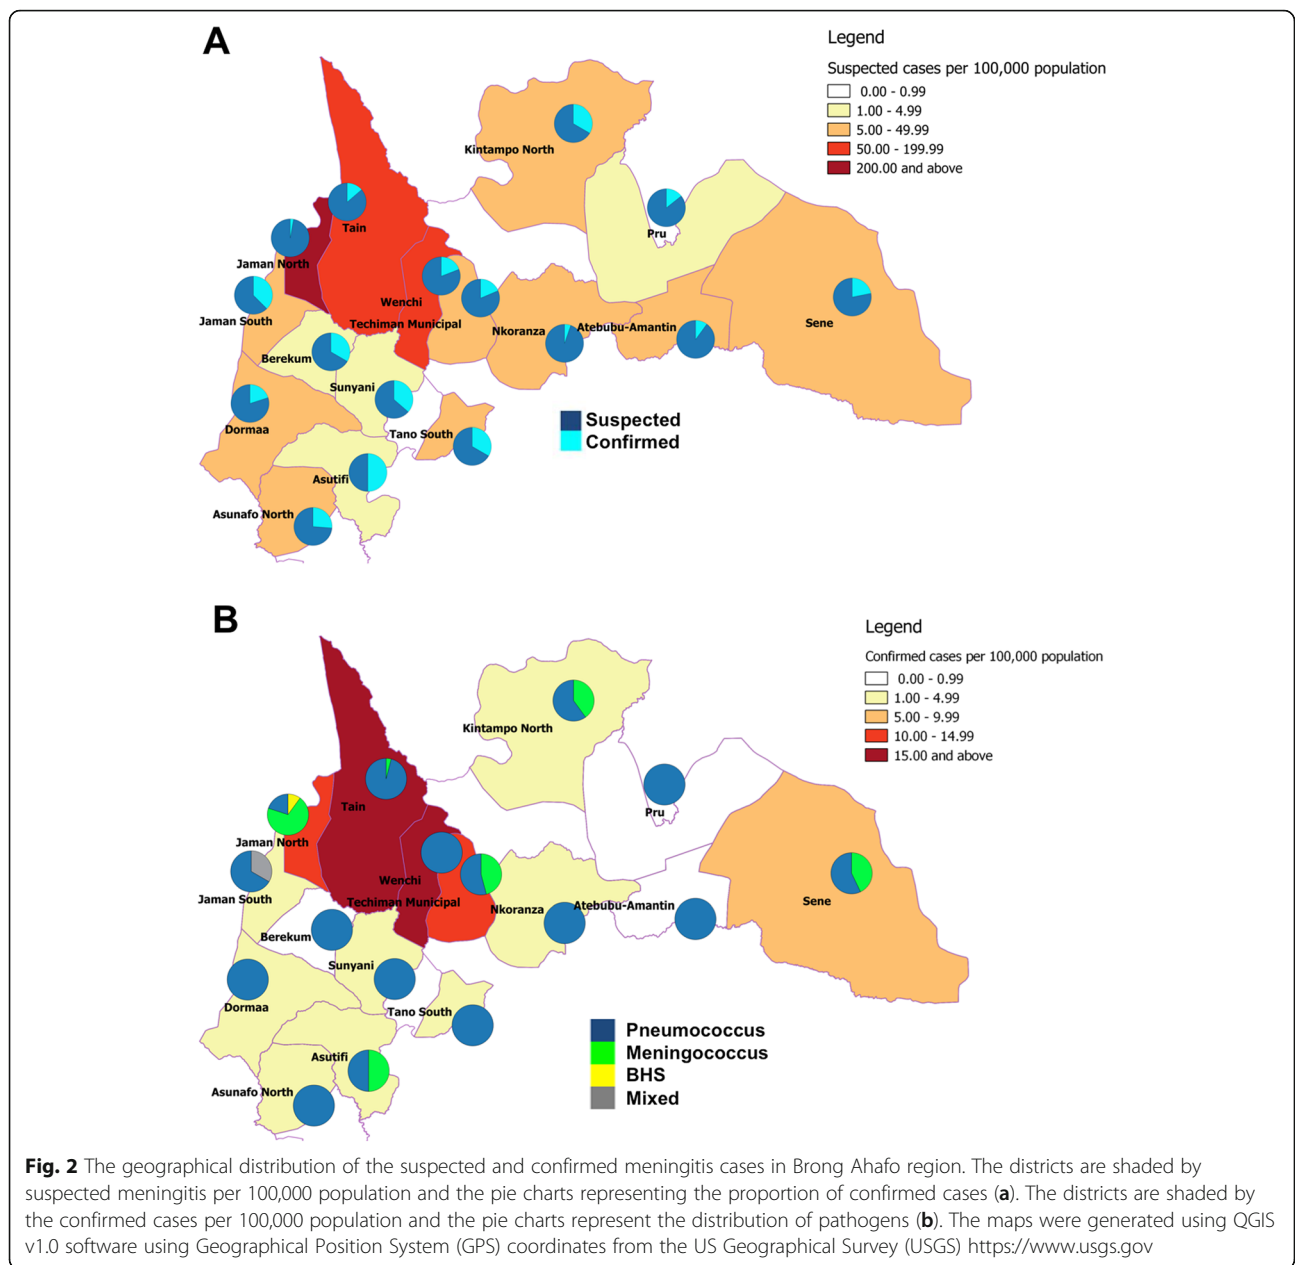 A
Legend
Suspected cases per 100,000 population
0.00 - 0.99
1.00 - 4.99
5.00 - 49.99
50.00 - 199.99
200.00 and above
Kintampo North
Tain
Pru
Jaman North
Wenchi
Jaman South
Techiman Municipal
Nkoranza
Atebubu-Amantin
Sene
Berekum
Sunyani
Dormaa
Tano South
Suspected
Confirmed
Asutifi
Asunafo North
B
Legend
Confirmed cases per 100,000 population
0.00 - 0.99
1.00 - 4.99
5.00 - 9.99
10.00 - 14.99
15.00 and above
Kintampo North
Tain
Pru
Jaman North
Wenchi
Jaman South
Techiman Municipal
Nkoranza
Atebubu-Amantin
Sene
Berekum
Sunyani
Dormaa
Tano South
Pneumococcus
Meningococcus
BHS
Mixed
Asutifi
Asunafo North
Fig. 2 The geographical distribution of the suspected and confirmed meningitis cases in Brong Ahafo region. The districts are shaded by
suspected meningitis per 100,000 population and the pie charts representing the proportion of confirmed cases (a). The districts are shaded by
the confirmed cases per 100,000 population and the pie charts represent the distribution of pathogens (b). The maps were generated using QGIS
v1.0 software using Geographical Position System (GPS) coordinates from the US Geographical Survey (USGS) https://www.usgs.gov